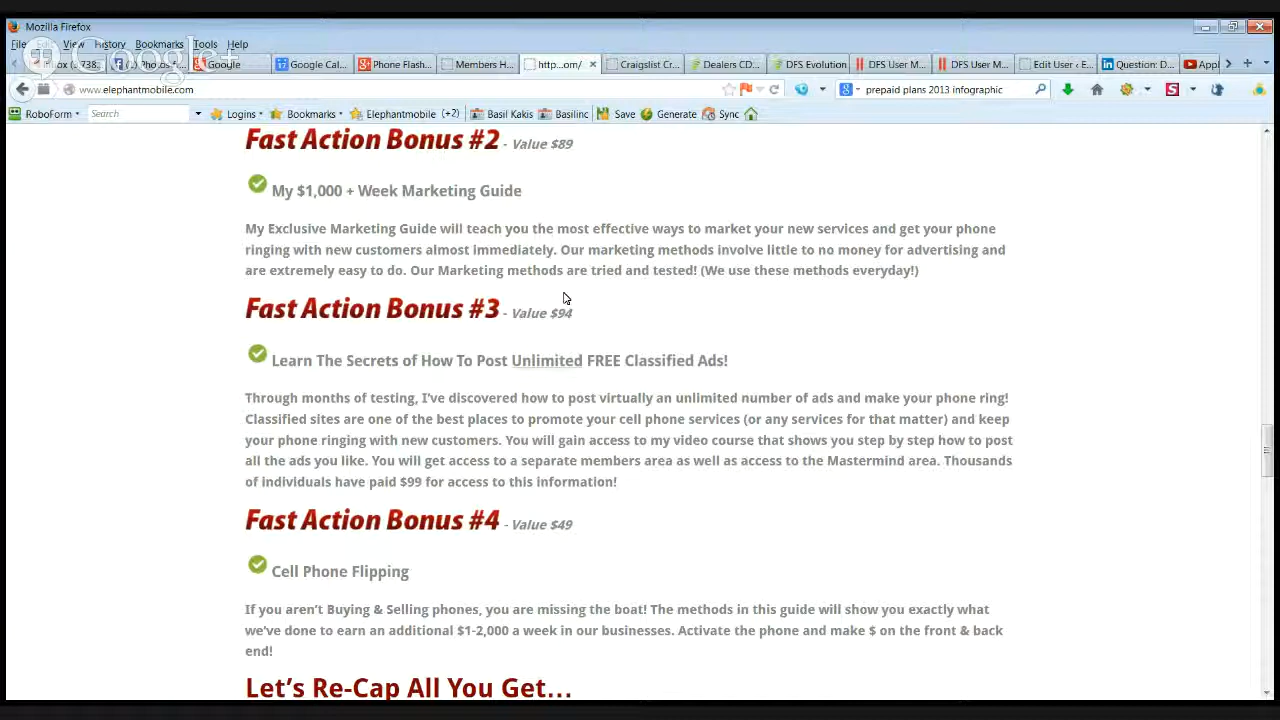 Mozilla Firefox
File View History Bookmarks Tools Help
Google+
Google Google Cal... Phone Flash... Members H... http...om/ Craigslist Cr... Dealers CD... DFS Evolution DFS User M... DFS User M... Edit User ‹ E... Question: D... Appl
www.elephantmobile.com prepaid plans 2013 infographic
RoboForm Search Logins Bookmarks Elephantmobile (+2) Basil Kakis Basilinc Save Generate Sync
Fast Action Bonus #2 - Value $89
My $1,000 + Week Marketing Guide
My Exclusive Marketing Guide will teach you the most effective ways to market your new services and get your phone
ringing with new customers almost immediately. Our marketing methods involve little to no money for advertising and
are extremely easy to do. Our Marketing methods are tried and tested! (We use these methods everyday!)
Fast Action Bonus #3 - Value $94
Learn The Secrets of How To Post Unlimited FREE Classified Ads!
Through months of testing, I've discovered how to post virtually an unlimited number of ads and make your phone ring!
Classified sites are one of the best places to promote your cell phone services (or any services for that matter) and keep
your phone ringing with new customers. You will gain access to my video course that shows you step by step how to post
all the ads you like. You will get access to a separate members area as well as access to the Mastermind area. Thousands
of individuals have paid $99 for access to this information!
Fast Action Bonus #4 - Value $49
Cell Phone Flipping
If you aren't Buying & Selling phones, you are missing the boat! The methods in this guide will show you exactly what
we've done to earn an additional $1-2,000 a week in our businesses. Activate the phone and make $ on the front & back
end!
Let's Re-Cap All You Get...